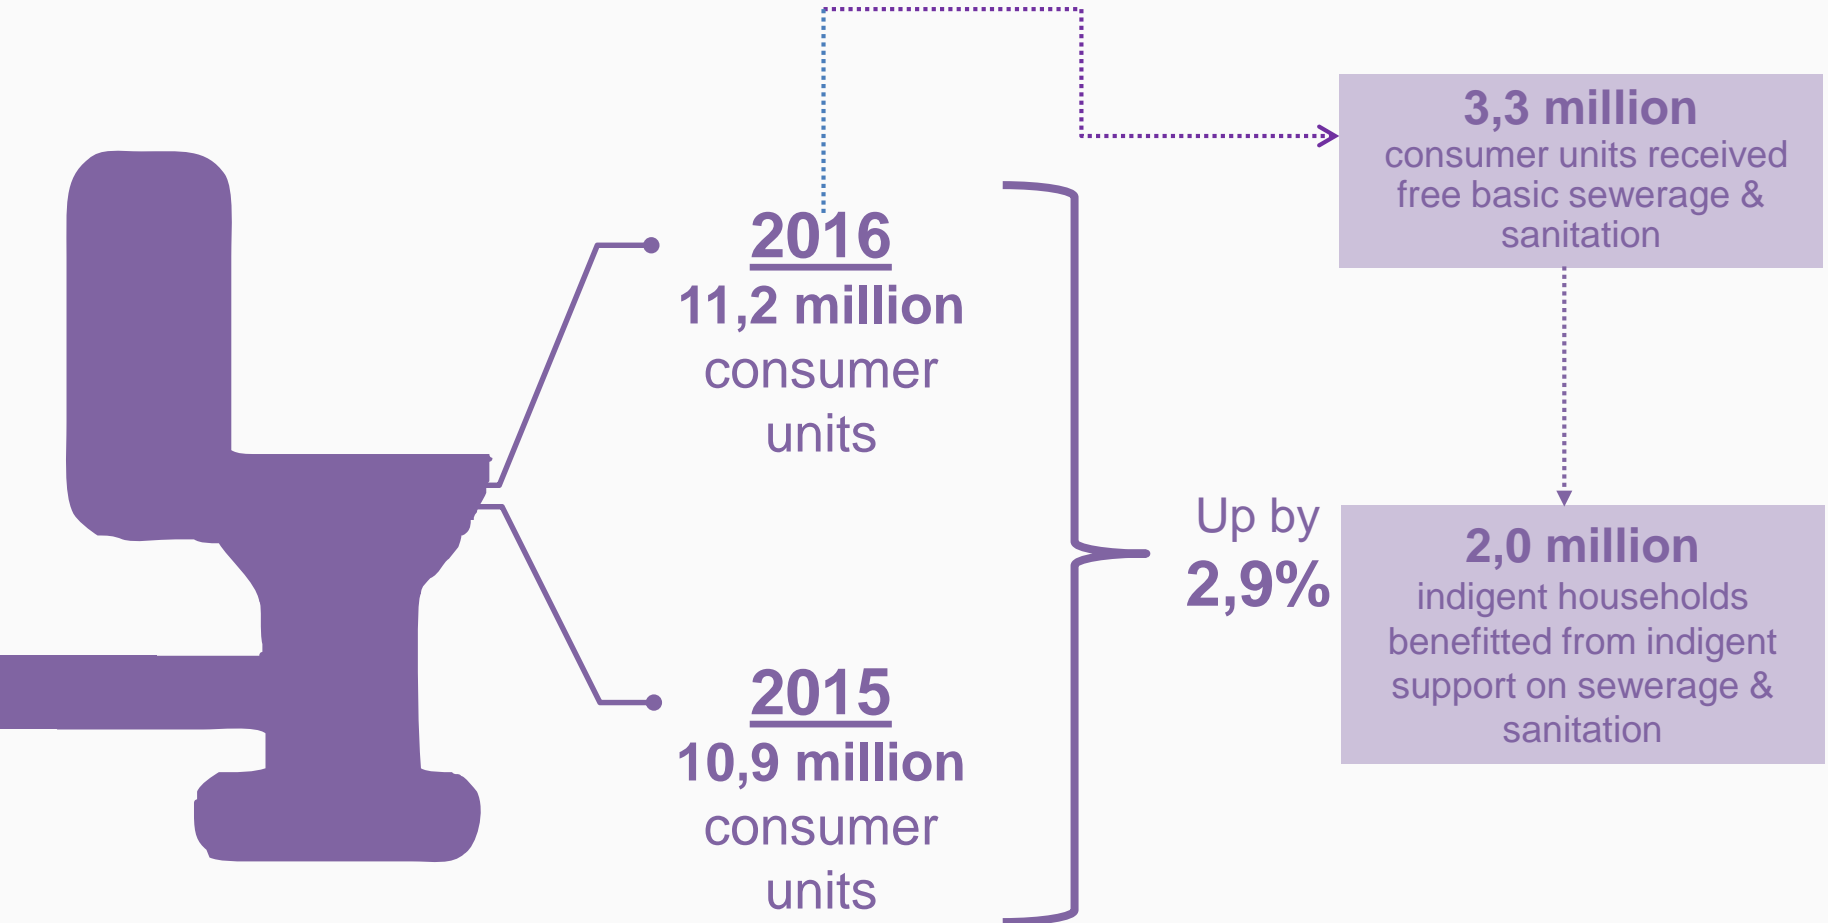 2016
11,2 million
consumer
units
2015
10,9 million
consumer
units
Up by
2,9%
3,3 million
consumer units received
free basic sewerage &
sanitation
2,0 million
indigent households
benefitted from indigent
support on sewerage &
sanitation